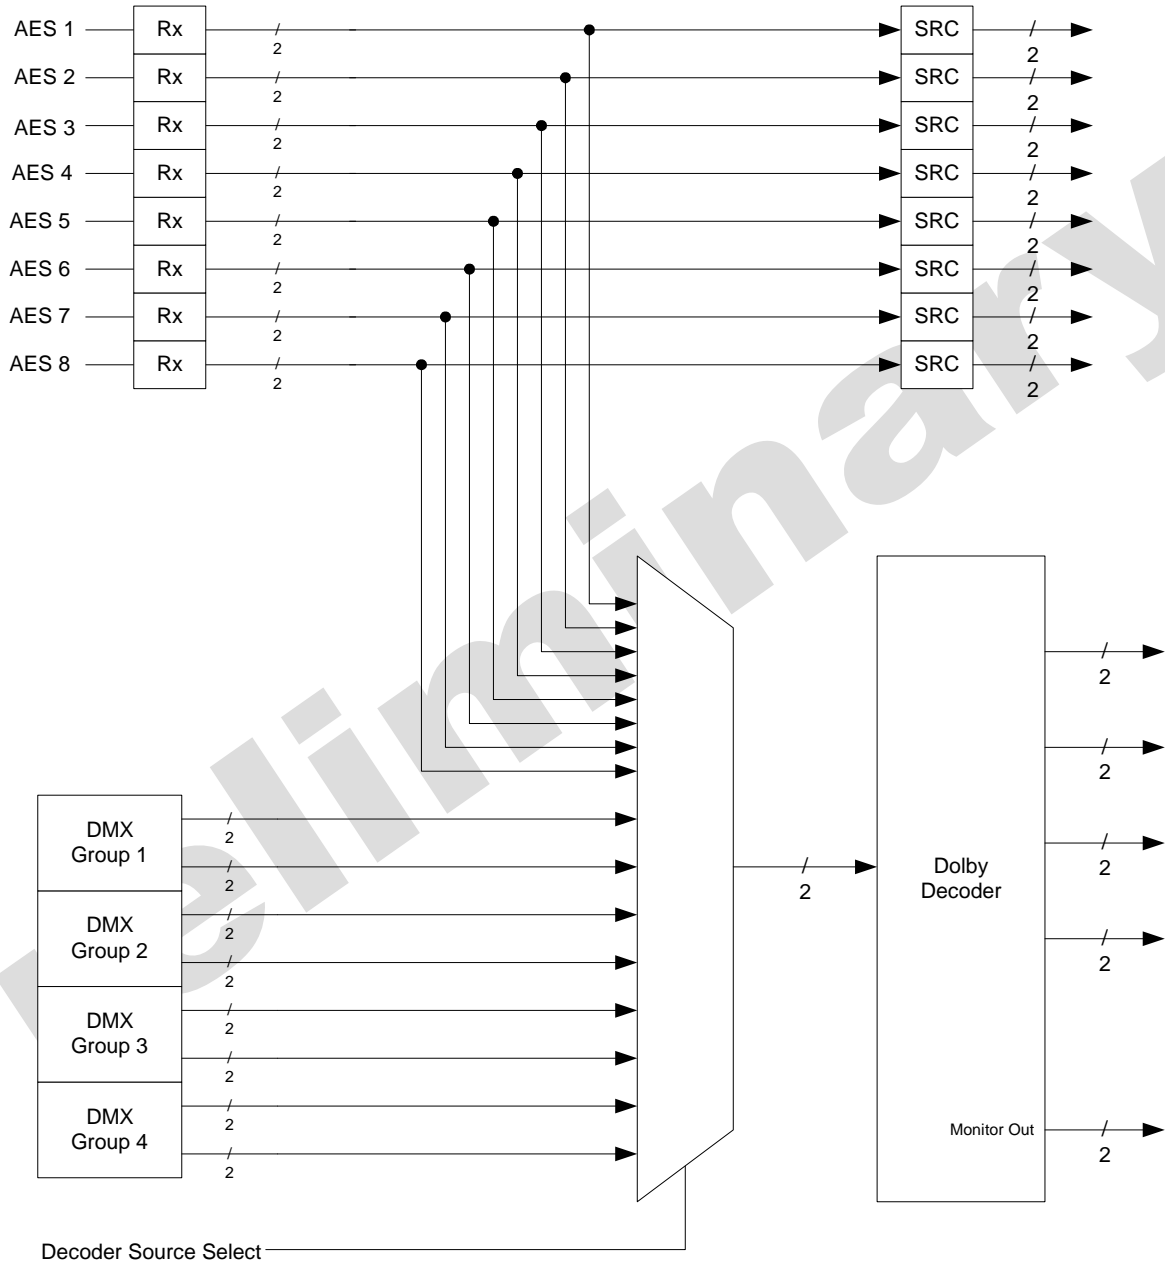 AES 1 Rx / 2 SRC / 2
AES 2 Rx / 2 SRC / 2
AES 3 Rx / 2 SRC / 2
AES 4 Rx / 2 SRC / 2
AES 5 Rx / 2 SRC / 2
AES 6 Rx / 2 SRC / 2
AES 7 Rx / 2 SRC / 2
AES 8 Rx / 2 SRC / 2
eliminary
DMX
Group 1
2
2
DMX
Group 2
2
2
DMX
Group 3
2
2
DMX
Group 4
2
2
2
Dolby
Decoder
2
2
2
2
Monitor Out
2
Decoder Source Select